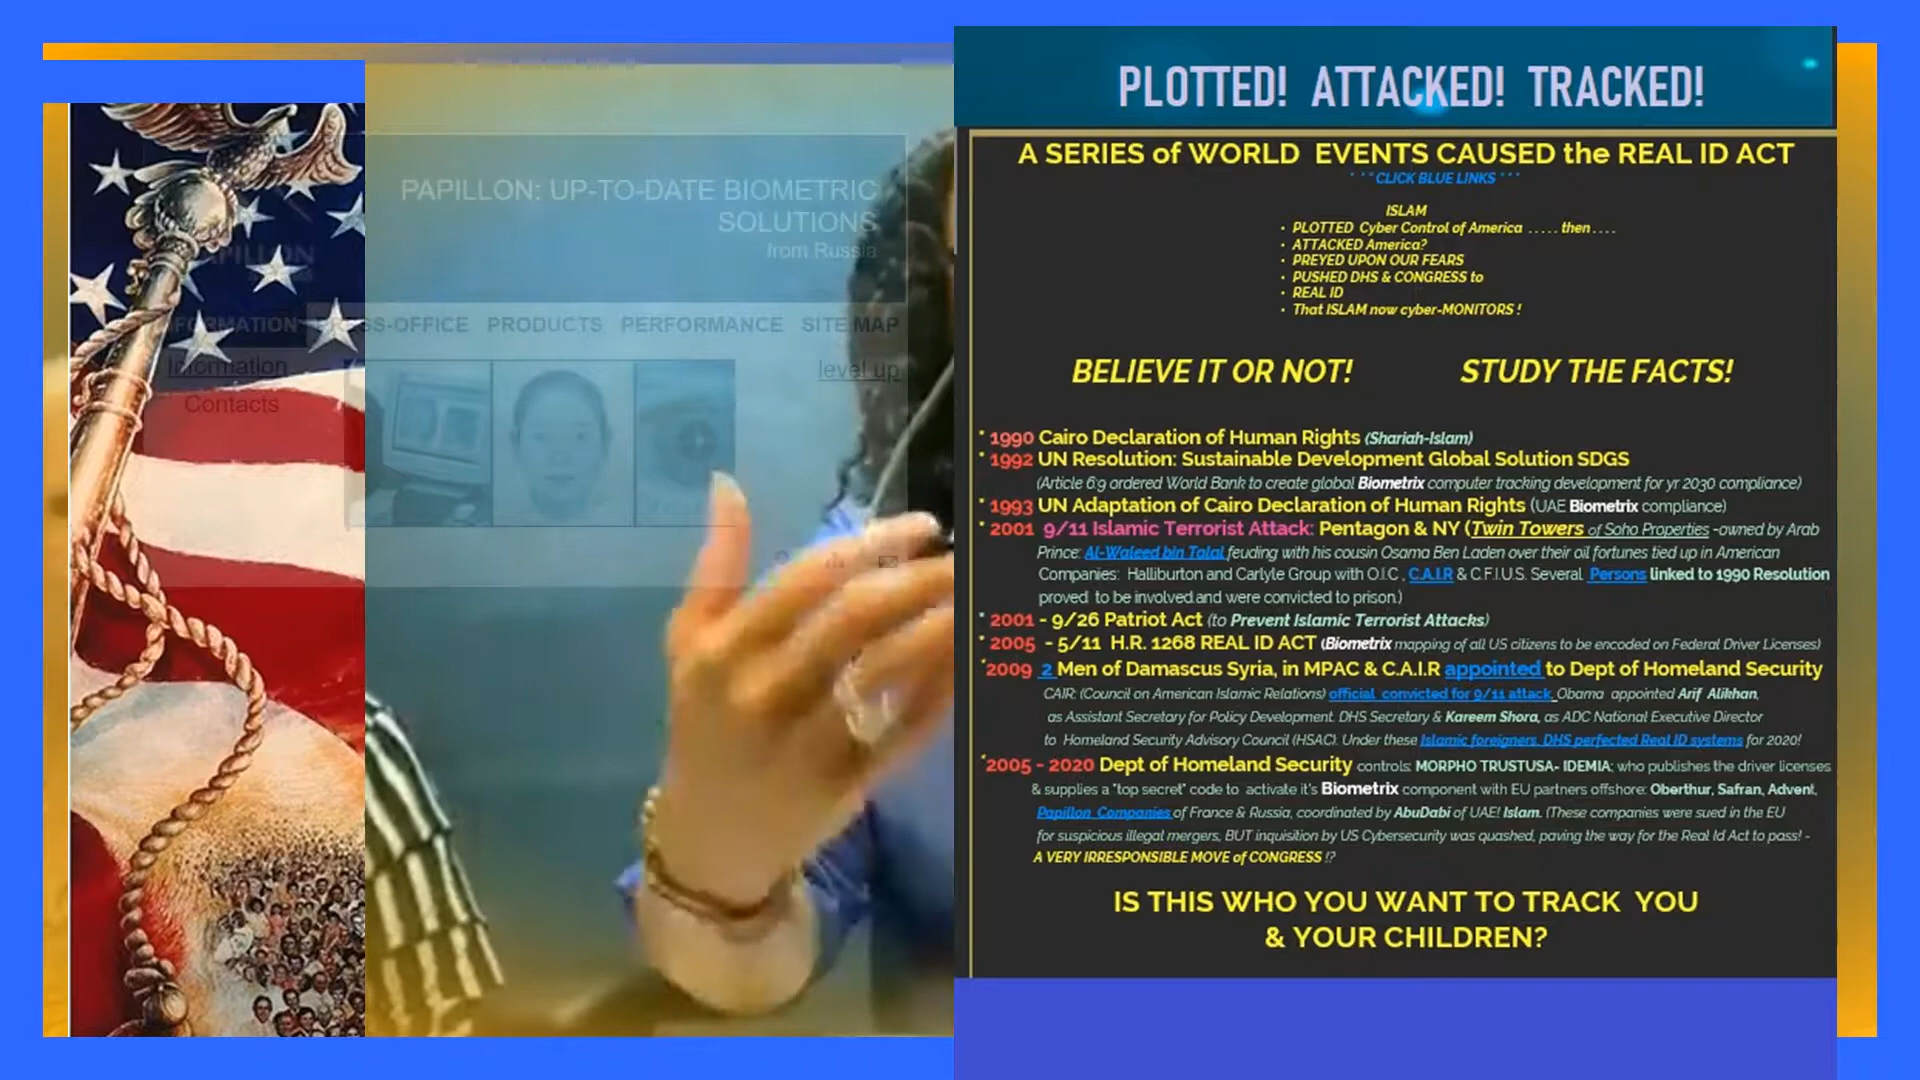 PAPILLON: UP-TO-DATE BIOMETRIC
SOLUTIONS
from Russia
PAPILLON
INFORMATION
PRESS-OFFICE PRODUCTS PERFORMANCE SITE MAP
Information
Contacts
level up
PLOTTED! ATTACKED! TRACKED!
A SERIES of WORLD EVENTS CAUSED the REAL ID ACT
* * * CLICK BLUE LINKS * * *
ISLAM
• PLOTTED Cyber Control of America . . . . . then . . . .
• ATTACKED America?
• PREYED UPON OUR FEARS
• PUSHED DHS & CONGRESS to
• REAL ID
• That ISLAM now cyber-MONITORS !
BELIEVE IT OR NOT! STUDY THE FACTS!
* 1990 Cairo Declaration of Human Rights (Shariah-Islam)
* 1992 UN Resolution: Sustainable Development Global Solution SDGS
(Article 6:9 ordered World Bank to create global Biometrix computer tracking development for yr 2030 compliance)
* 1993 UN Adaptation of Cairo Declaration of Human Rights (UAE Biometrix compliance)
* 2001 9/11 Islamic Terrorist Attack: Pentagon & NY (Twin Towers of Soho Properties -owned by Arab
Prince: Al-Waleed bin Talal feuding with his cousin Osama Ben Laden over their oil fortunes tied up in American
Companies: Halliburton and Carlyle Group with O.I.C , C.A.I.R & C.F.I.U.S. Several Persons linked to 1990 Resolution
proved to be involved.and were convicted to prison.)
* 2001 - 9/26 Patriot Act (to Prevent Islamic Terrorist Attacks)
* 2005 - 5/11 H.R. 1268 REAL ID ACT (Biometrix mapping of all US citizens to be encoded on Federal Driver Licenses)
*2009 2 Men of Damascus Syria, in MPAC & C.A.I.R appointed to Dept of Homeland Security
CAIR: (Council on American Islamic Relations) official convicted for 9/11 attack. Obama appointed Arif Alikhan,
as Assistant Secretary for Policy Development. DHS Secretary & Kareem Shora, as ADC National Executive Director
to Homeland Security Advisory Council (HSAC). Under these Islamic foreigners, DHS perfected Real ID systems for 2020!
*2005 - 2020 Dept of Homeland Security controls: MORPHO TRUSTUSA- IDEMIA; who publishes the driver licenses
& supplies a "top secret" code to activate it's Biometrix component with EU partners offshore: Oberthur, Safran, Advent,
Papillon Companies of France & Russia, coordinated by AbuDabi of UAE! Islam. (These companies were sued in the EU
for suspicious illegal mergers, BUT inquisition by US Cybersecurity was quashed, paving the way for the Real Id Act to pass! -
A VERY IRRESPONSIBLE MOVE of CONGRESS !?
IS THIS WHO YOU WANT TO TRACK YOU
& YOUR CHILDREN?